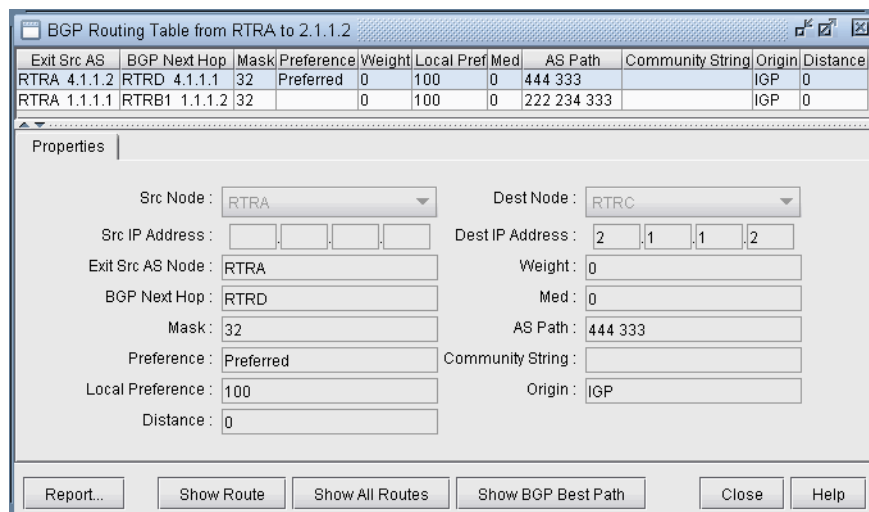 BGP Routing Table from RTRA to 2.1.1.2
Exit Src AS BGP Next Hop Mask Preference Weight Local Pref Med AS Path Community String Origin Distance
RTRA 4.1.1.2 RTRD 4.1.1.1 32 Preferred 0 100 0 444 333 IGP 0
RTRA 1.1.1.1 RTRB1 1.1.1.2 32 0 100 0 222 234 333 IGP 0
Properties
Src Node : RTRA Dest Node : RTRC
Src IP Address : . . . Dest IP Address : 2 .1 .1 .2
Exit Src AS Node : RTRA Weight : 0
BGP Next Hop : RTRD Med : 0
Mask : 32 AS Path : 444 333
Preference : Preferred Community String :
Local Preference : 100 Origin : IGP
Distance : 0
Report... Show Route Show All Routes Show BGP Best Path Close Help